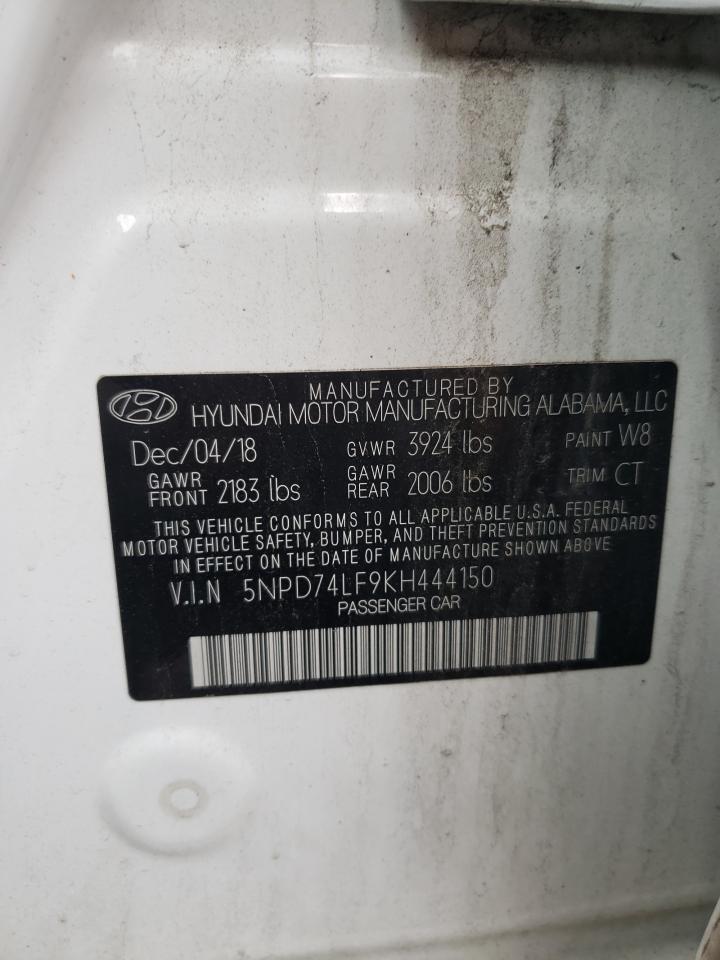 MANUFACTURED BY
HYUNDAI MOTOR MANUFACTURING ALABAMA, LLC
Dec/04/18 GVWR 3924 lbs PAINT W8
GAWR FRONT 2183 lbs GAWR REAR 2006 lbs TRIM CT
THIS VEHICLE CONFORMS TO ALL APPLICABLE U.S.A. FEDERAL
MOTOR VEHICLE SAFETY, BUMPER, AND THEFT PREVENTION STANDARDS
IN EFFECT ON THE DATE OF MANUFACTURE SHOWN ABOVE
V.I.N 5NPD74LF9KH444150
PASSENGER CAR